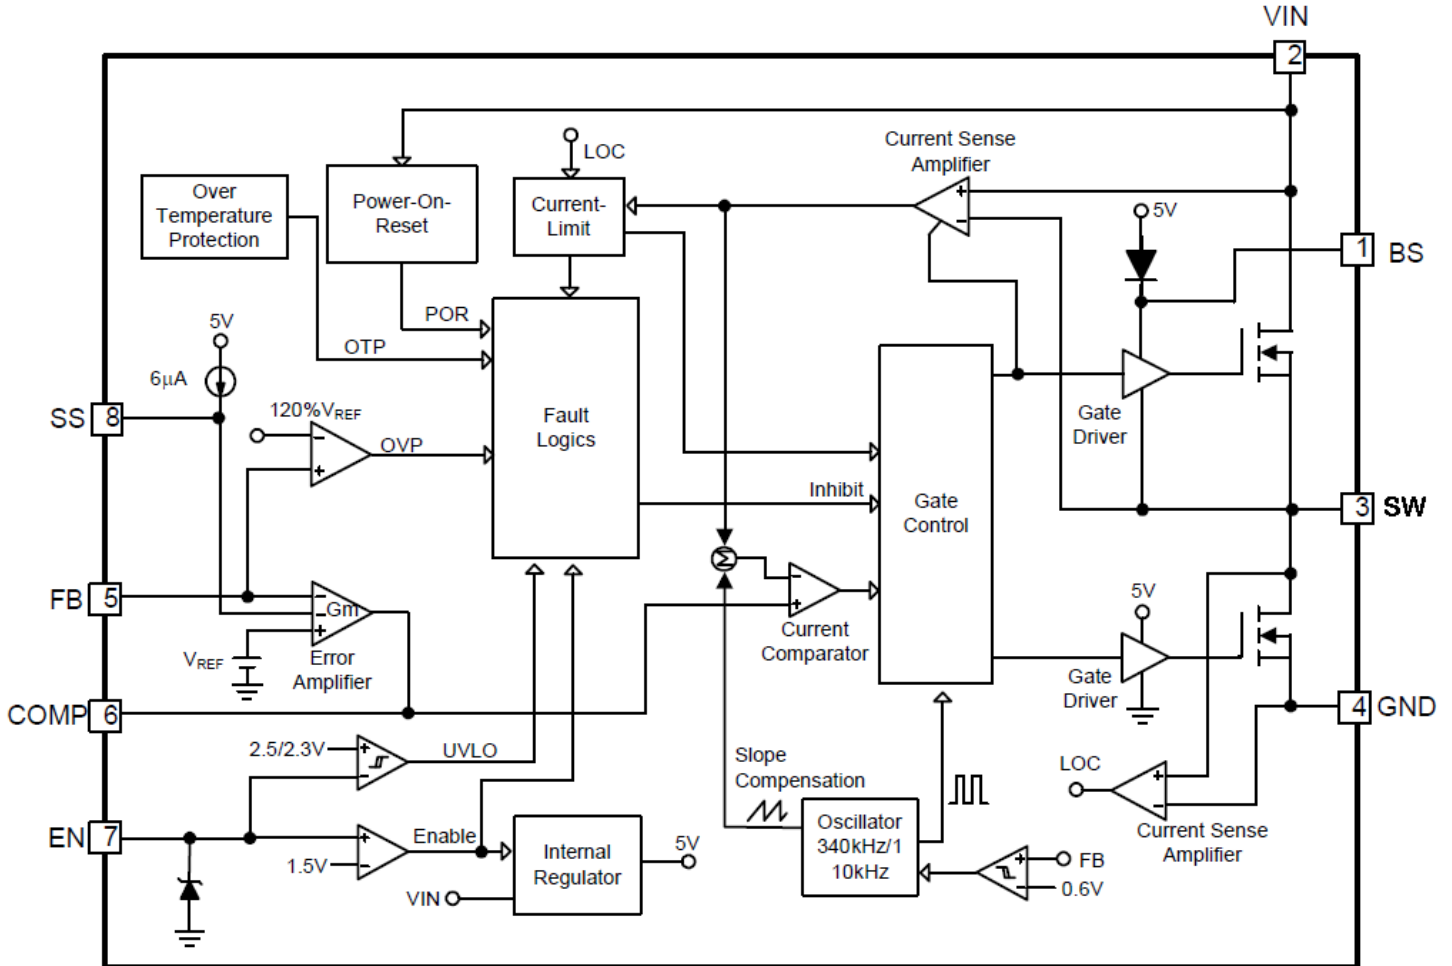 VIN
2
Current Sense
Amplifier
+
−
LOC
Over
Temperature
Protection
Power-On-
Reset
Current-
Limit
5V
1
BS
5V
6µA
POR
OTP
SS
8
120%VREF
−
+
OVP
Fault
Logics
Gate
Driver
Inhibit
Gate
Control
3
SW
Σ
−
+
Current
Comparator
FB
5
−
−Gm
+
VREF
Error
Amplifier
5V
Gate
Driver
COMP
6
4
GND
2.5/2.3V
+
−
UVLO
Slope
Compensation
LOC
+
−
Current Sense
Amplifier
EN
7
+
1.5V
−
Enable
Internal
Regulator
5V
VIN
Oscillator
340kHz/1
10kHz
+
FB
−
0.6V